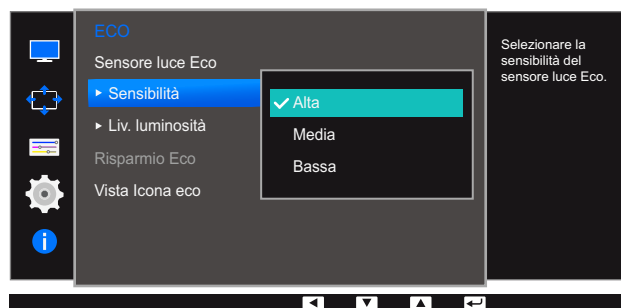 ECO
Sensore luce Eco
▸ Sensibilità
▸ Liv. luminosità
Risparmio Eco
Vista Icona eco
✓ Alta
Media
Bassa
Selezionare la
sensibilità del
sensore luce Eco.